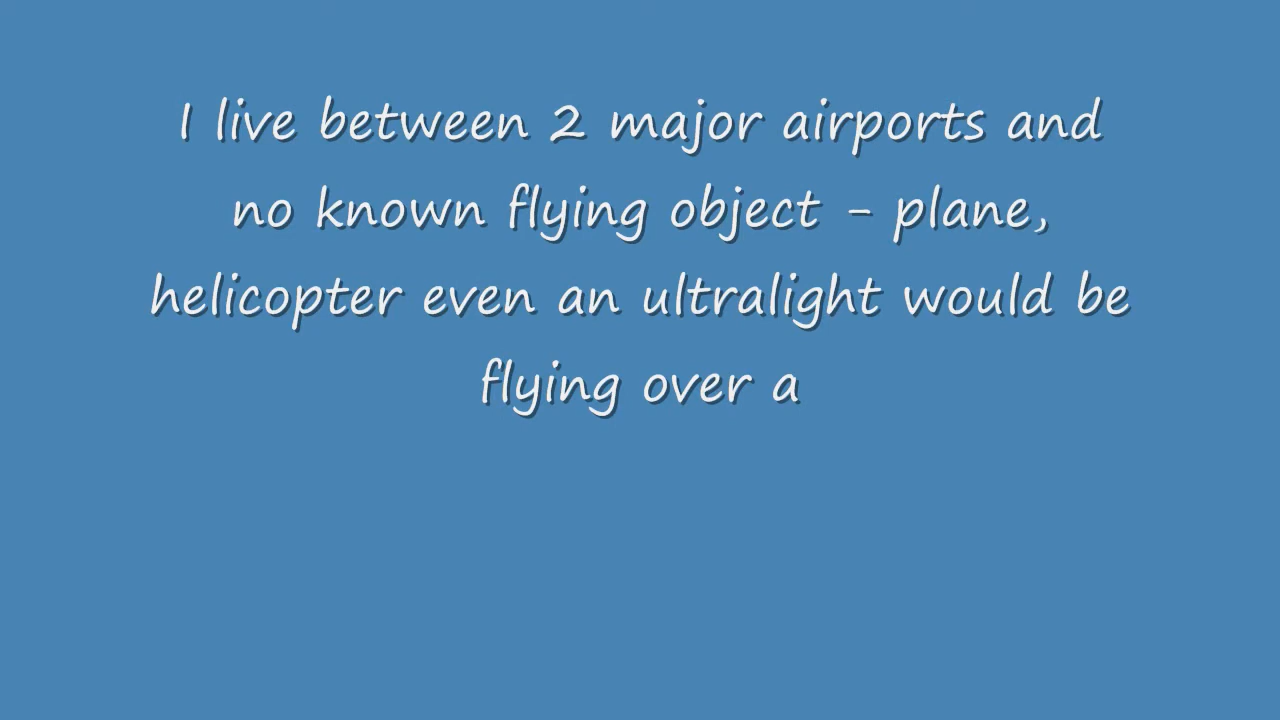 I live between 2 major airports and
no known flying object - plane,
helicopter even an ultralight would be
flying over a